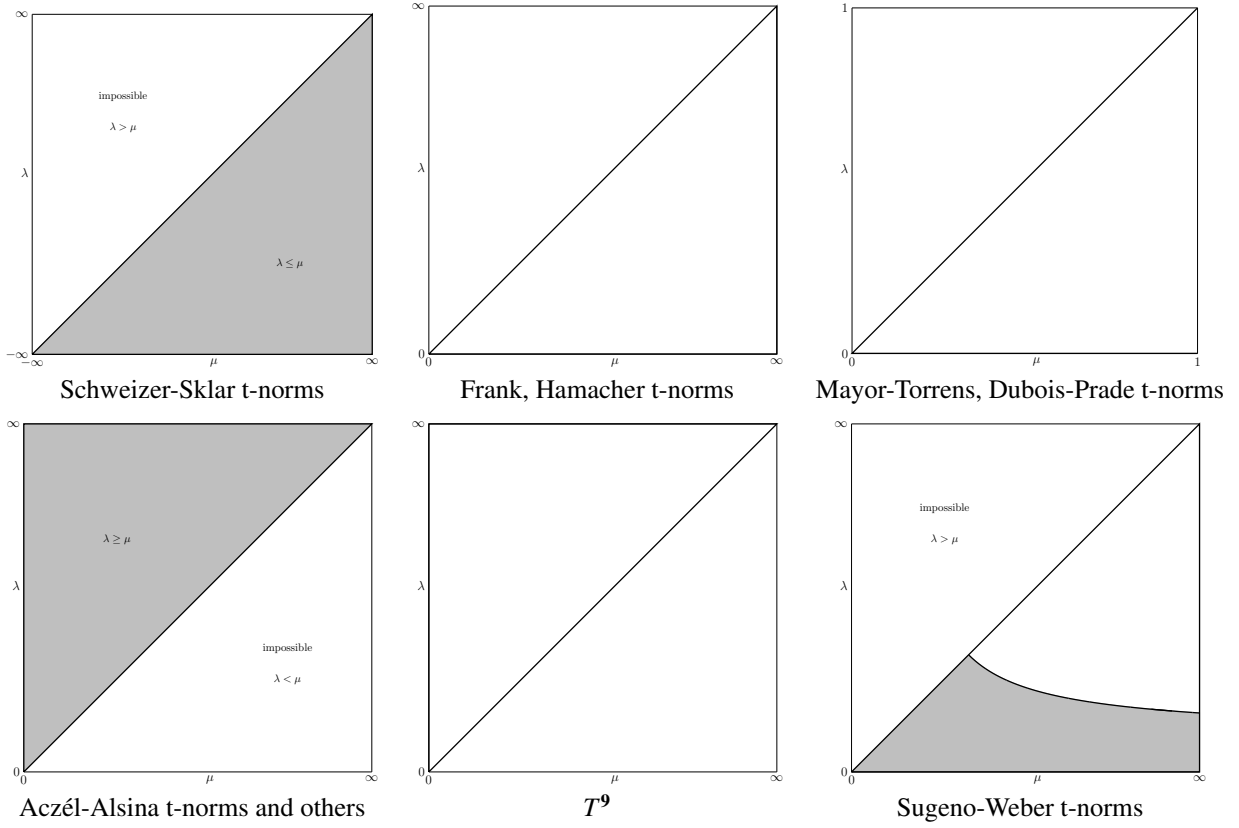 ∞
impossible
λ > μ
λ
λ ≤ μ
−∞
−∞
μ
∞
Schweizer-Sklar t-norms
∞
λ
0
0
μ
∞
Frank, Hamacher t-norms
1
λ
0
0
μ
1
Mayor-Torrens, Dubois-Prade t-norms
∞
λ ≥ μ
λ
impossible
λ < μ
0
0
μ
∞
Aczél-Alsina t-norms and others
∞
λ
0
0
μ
∞
T⁹
∞
impossible
λ > μ
λ
0
0
μ
∞
Sugeno-Weber t-norms